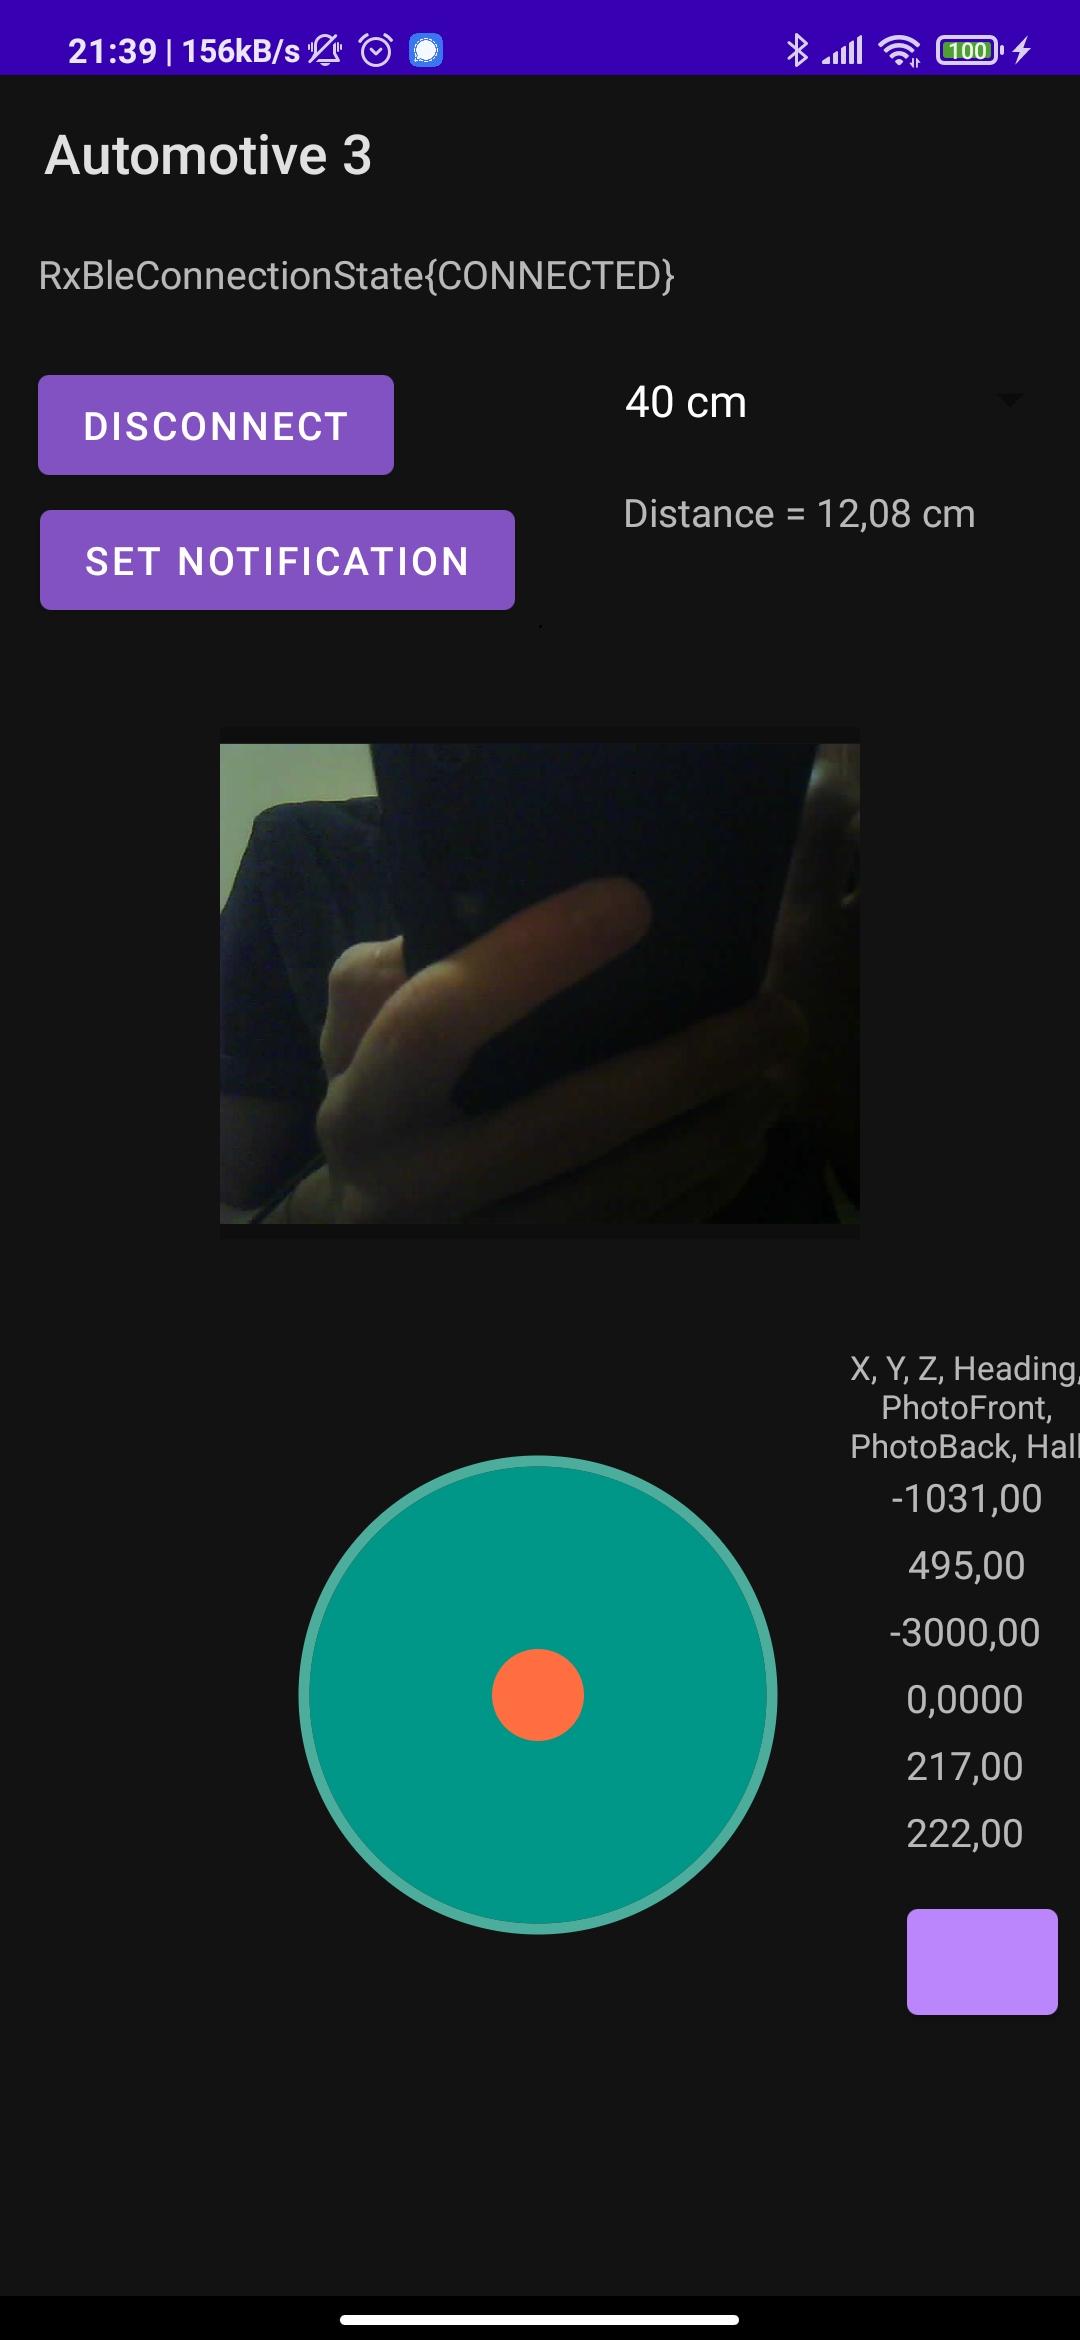 21:39 | 156kB/s
100
Automotive 3
RxBleConnectionState{CONNECTED}
DISCONNECT
40 cm
SET NOTIFICATION
Distance = 12,08 cm
X, Y, Z, Heading,
PhotoFront,
PhotoBack, Hall
-1031,00
495,00
-3000,00
0,0000
217,00
222,00